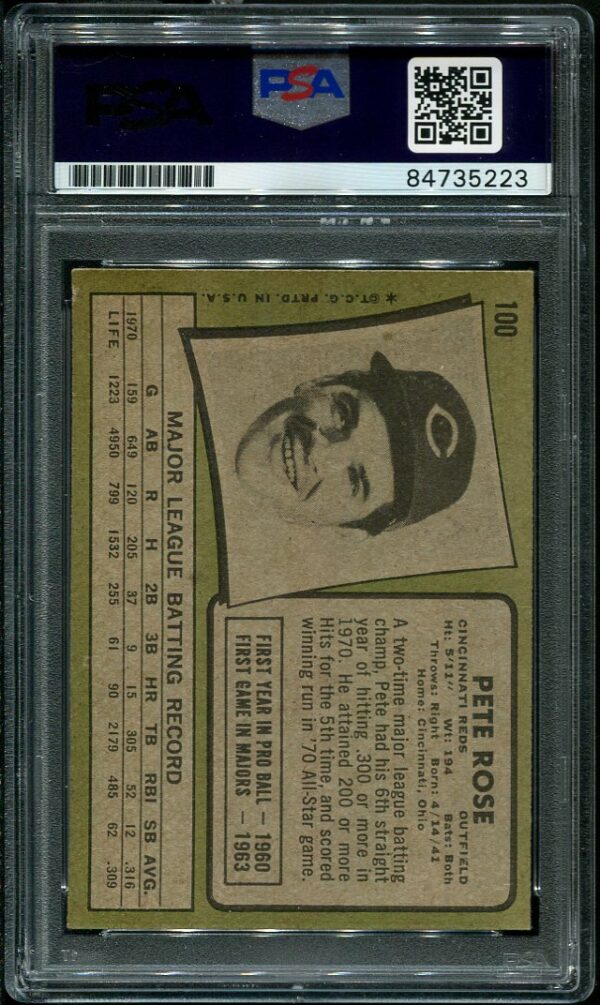 PSA
PSA
84735223
100
*©T.C.G. PRTD. IN U.S.A.
C
PETE ROSE
CINCINNATI REDS OUTFIELD
Ht: 5'11" Wt: 194 Bats: Both
Throws: Right Born: 4/14/41
Home: Cincinnati, Ohio
A two-time major league batting
champ, Pete had his 6th straight
year of hitting .300 or more in
1970. He attained 200 or more
Hits for the 5th time, and scored
winning run in '70 All-Star game.
FIRST YEAR IN PRO BALL — 1960
FIRST GAME IN MAJORS — 1963
MAJOR LEAGUE BATTING RECORD
G AB R H 2B 3B HR TB RBI SB AVG.
1970 159 649 120 205 37 9 15 305 52 12 .316
LIFE 1223 4950 799 1532 255 61 90 2179 485 62 .309
PSA